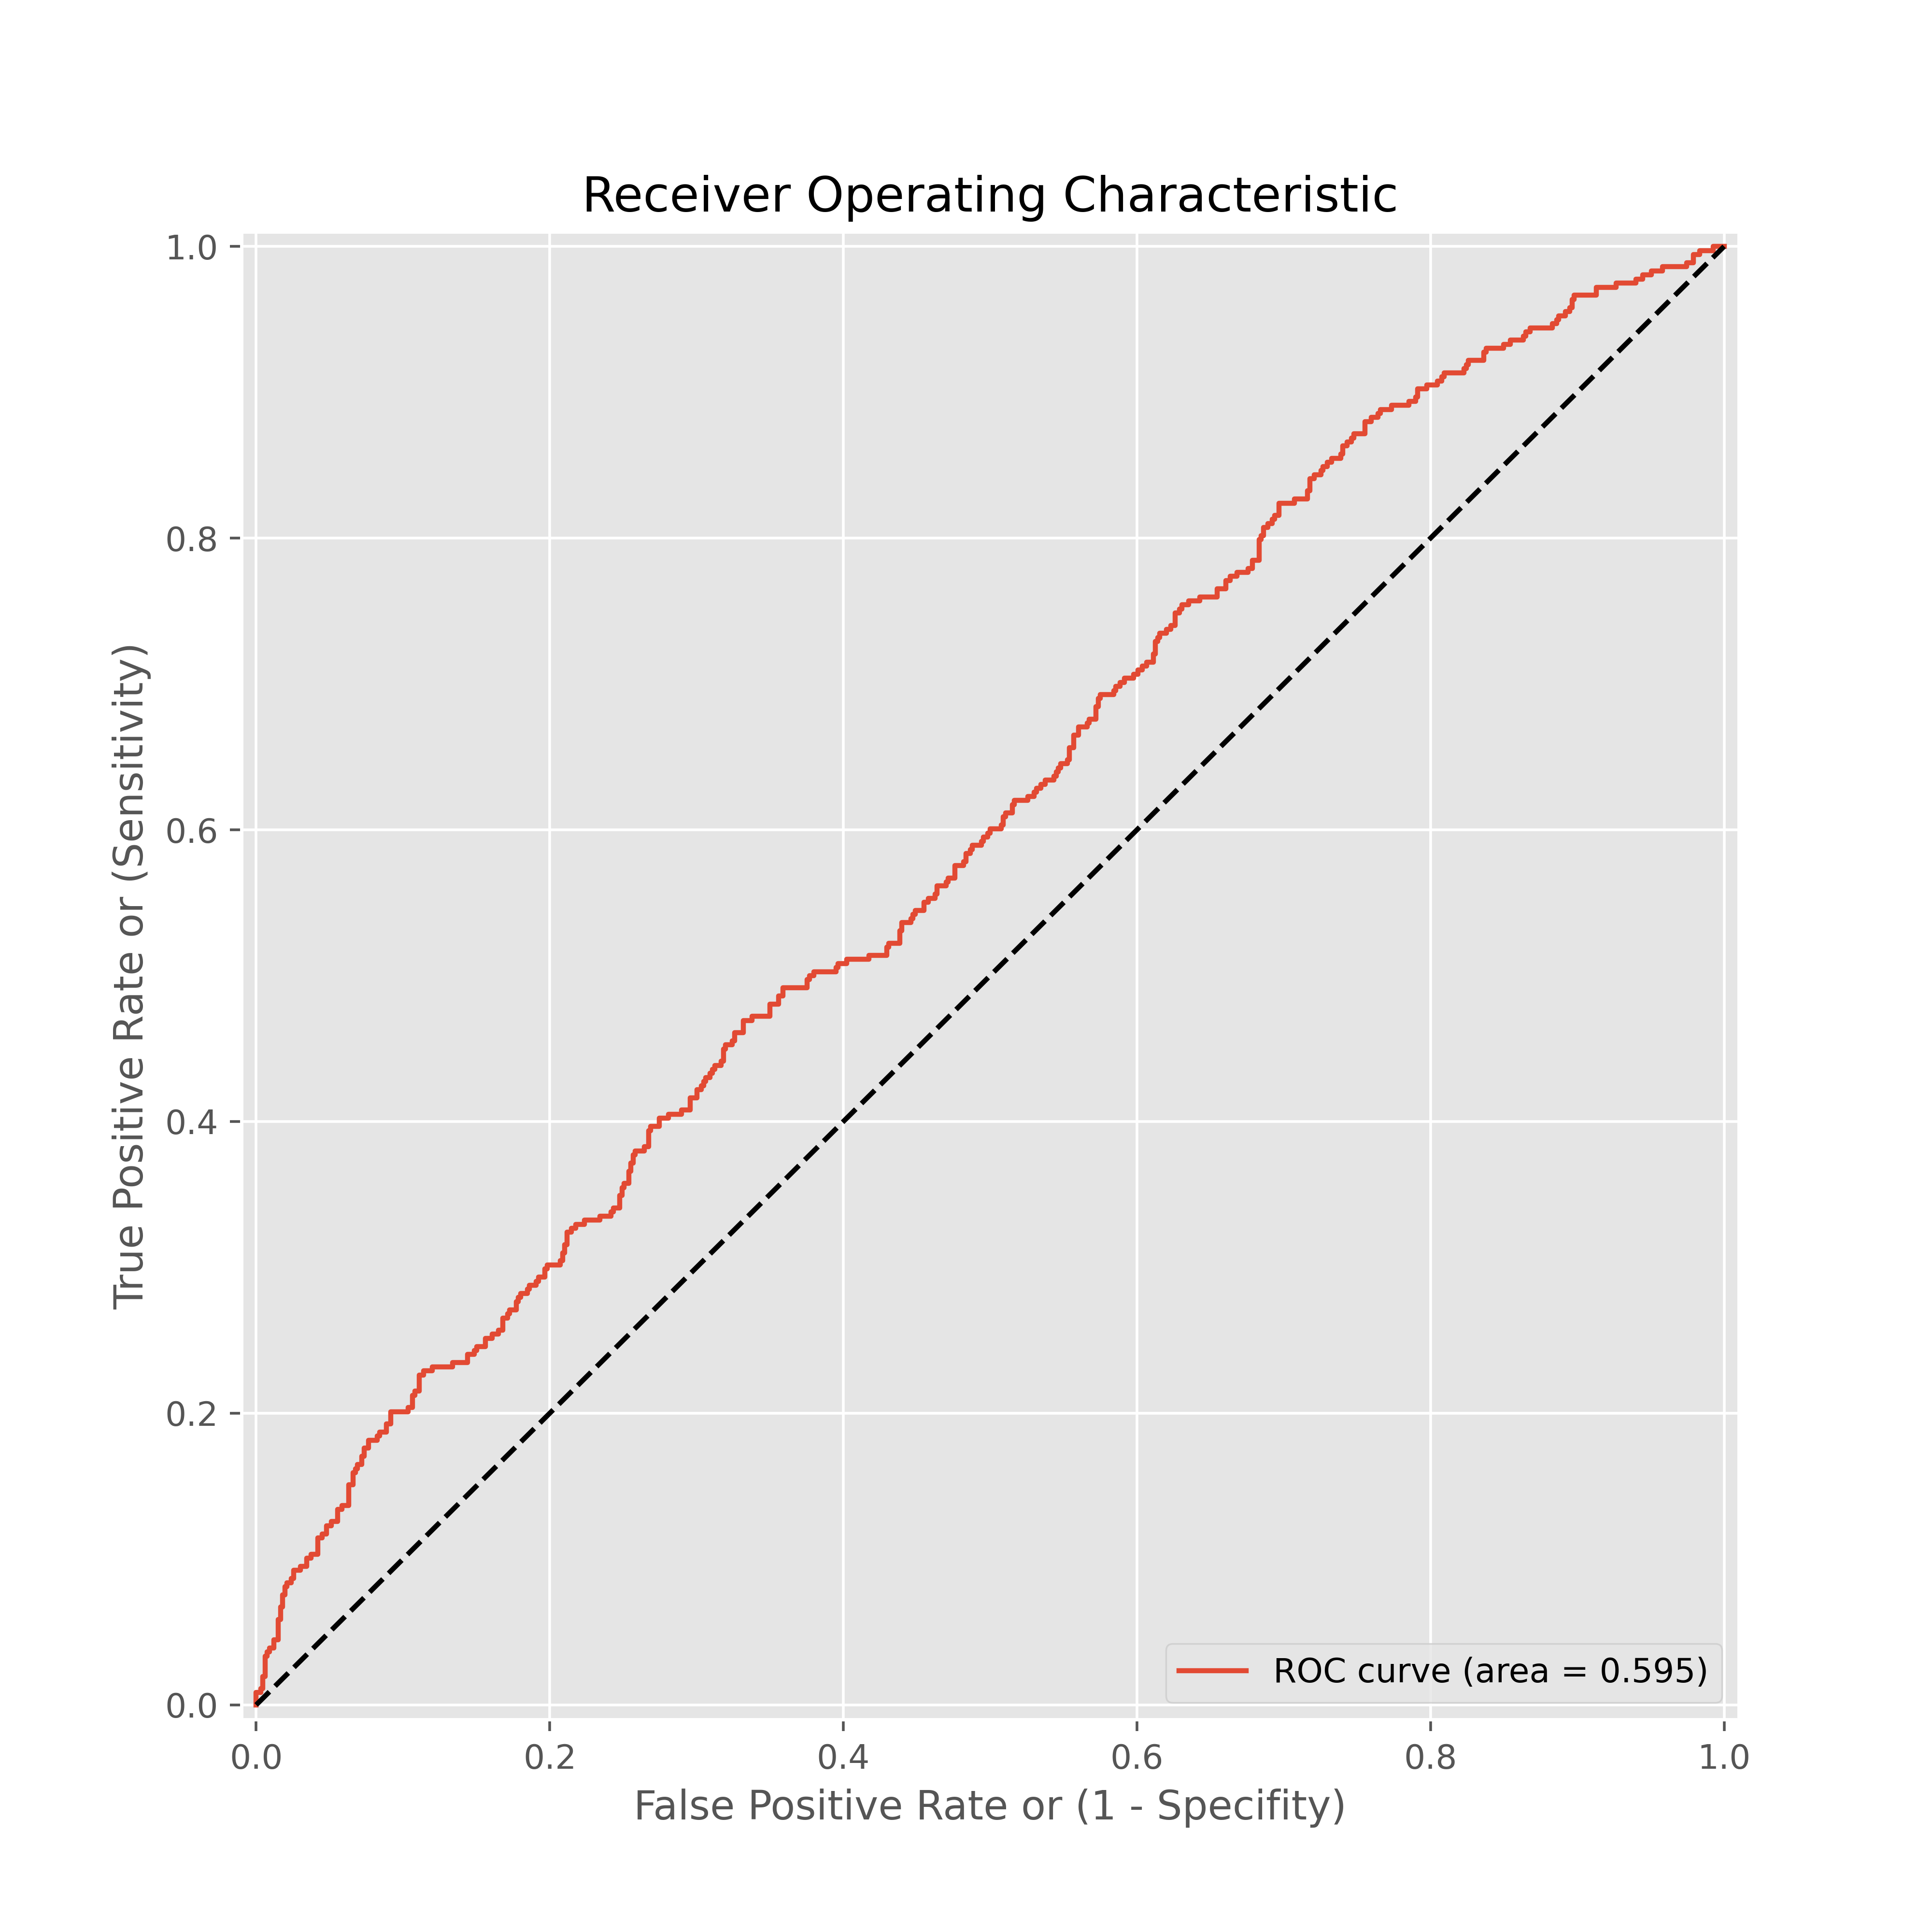 Receiver Operating Characteristic
1.0
0.8
0.6
0.4
0.2
0.0
True Positive Rate or (Sensitivity)
ROC curve (area = 0.595)
0.0 0.2 0.4 0.6 0.8 1.0
False Positive Rate or (1 - Specifity)